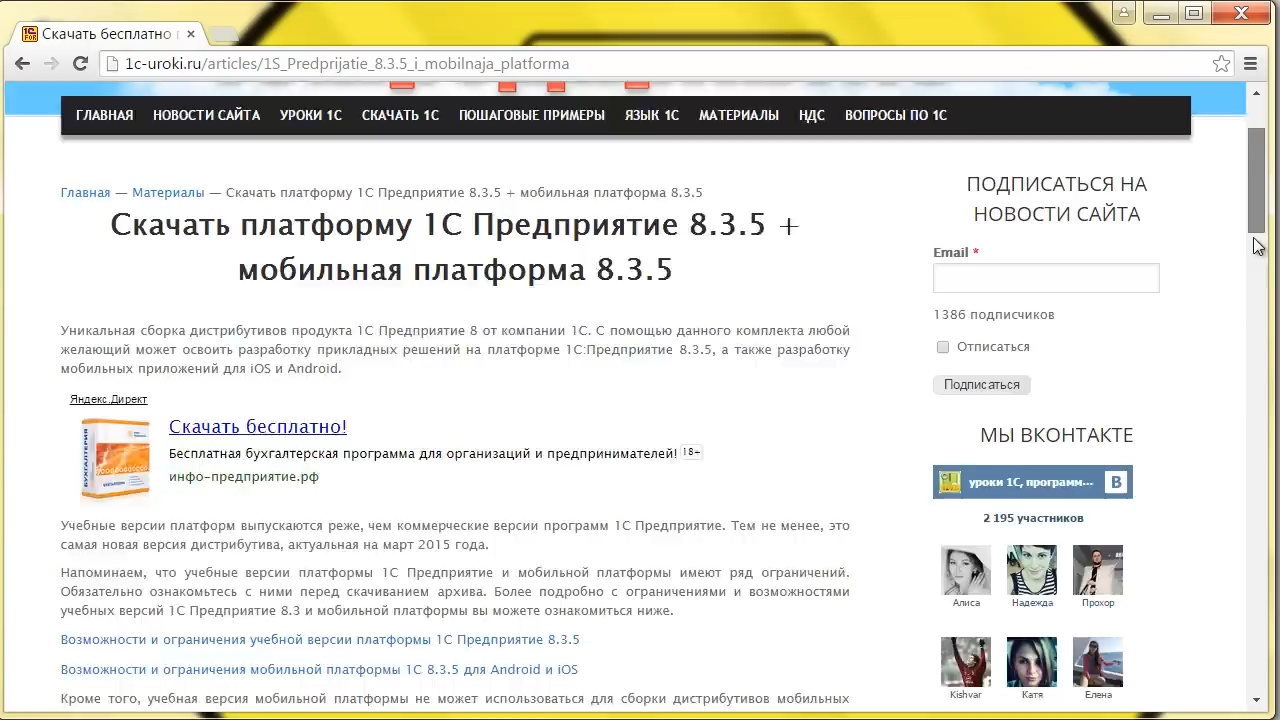 Скачать бесплатно
1c-uroki.ru/articles/1S_Predprijatie_8.3.5_i_mobilnaja_platforma
ГЛАВНАЯ НОВОСТИ САЙТА УРОКИ 1С СКАЧАТЬ 1С ПОШАГОВЫЕ ПРИМЕРЫ ЯЗЫК 1С МАТЕРИАЛЫ НДС ВОПРОСЫ ПО 1С
Главная — Материалы — Скачать платформу 1С Предприятие 8.3.5 + мобильная платформа 8.3.5
Скачать платформу 1С Предприятие 8.3.5 +
мобильная платформа 8.3.5
Уникальная сборка дистрибутивов продукта 1С Предприятие 8 от компании 1С. С помощью данного комплекта любой
желающий может освоить разработку прикладных решений на платформе 1С:Предприятие 8.3.5, а также разработку
мобильных приложений для iOS и Android.
Яндекс.Директ
Скачать бесплатно!
Бесплатная бухгалтерская программа для организаций и предпринимателей! 18+
инфо-предприятие.рф
БУХГАЛТЕРИЯ
Учебные версии платформ выпускаются реже, чем коммерческие версии программ 1С Предприятие. Тем не менее, это
самая новая версия дистрибутива, актуальная на март 2015 года.
Напоминаем, что учебные версии платформы 1С Предприятие и мобильной платформы имеют ряд ограничений.
Обязательно ознакомьтесь с ними перед скачиванием архива. Более подробно с ограничениями и возможностями
учебных версий 1С Предприятие 8.3 и мобильной платформы вы можете ознакомиться ниже.
Возможности и ограничения учебной версии платформы 1С Предприятие 8.3.5
Возможности и ограничения мобильной платформы 1С 8.3.5 для Android и iOS
Кроме того, учебная версия мобильной платформы не может использоваться для сборки дистрибутивов мобильных
ПОДПИСАТЬСЯ НА
НОВОСТИ САЙТА
Email *
1386 подписчиков
Отписаться
Подписаться
МЫ ВКОНТАКТЕ
уроки 1С, программ... В
2 195 участников
Алиса Надежда Прохор
Kishvar Катя Елена